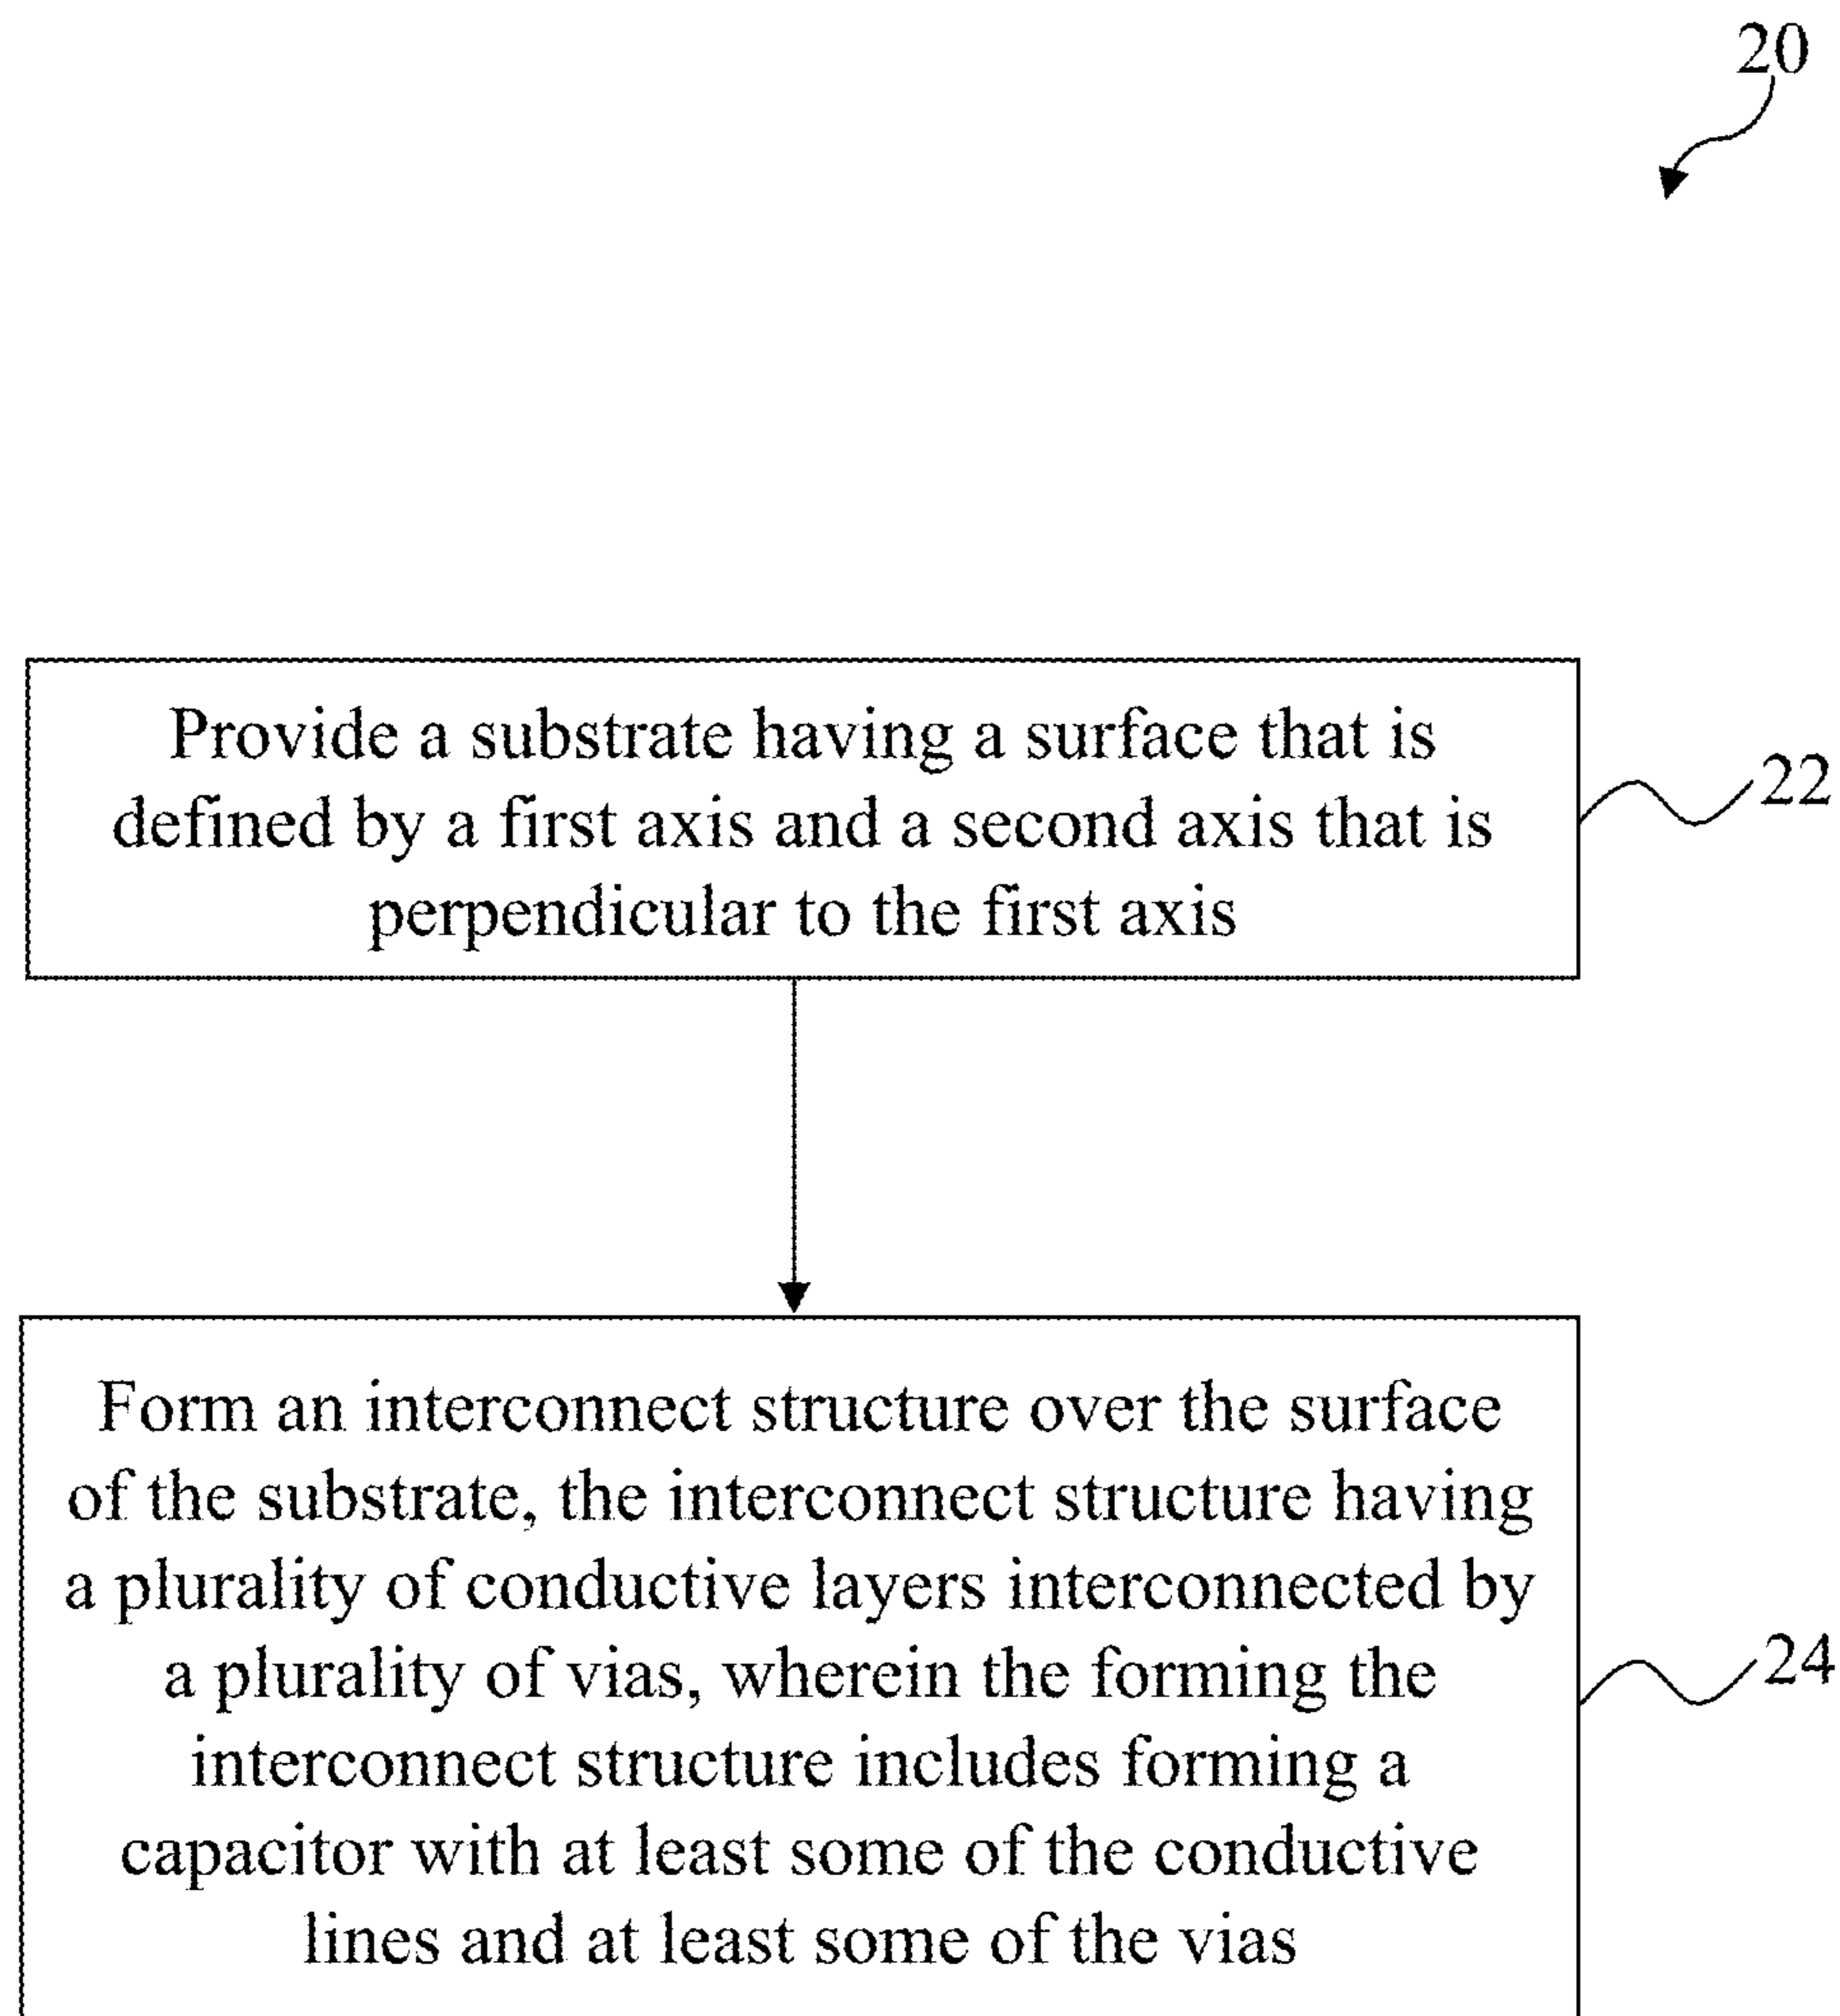 20
Provide a substrate having a surface that is
defined by a first axis and a second axis that is
perpendicular to the first axis
22
Form an interconnect structure over the surface
of the substrate, the interconnect structure having
a plurality of conductive layers interconnected by
a plurality of vias, wherein the forming the
interconnect structure includes forming a
capacitor with at least some of the conductive
lines and at least some of the vias
24